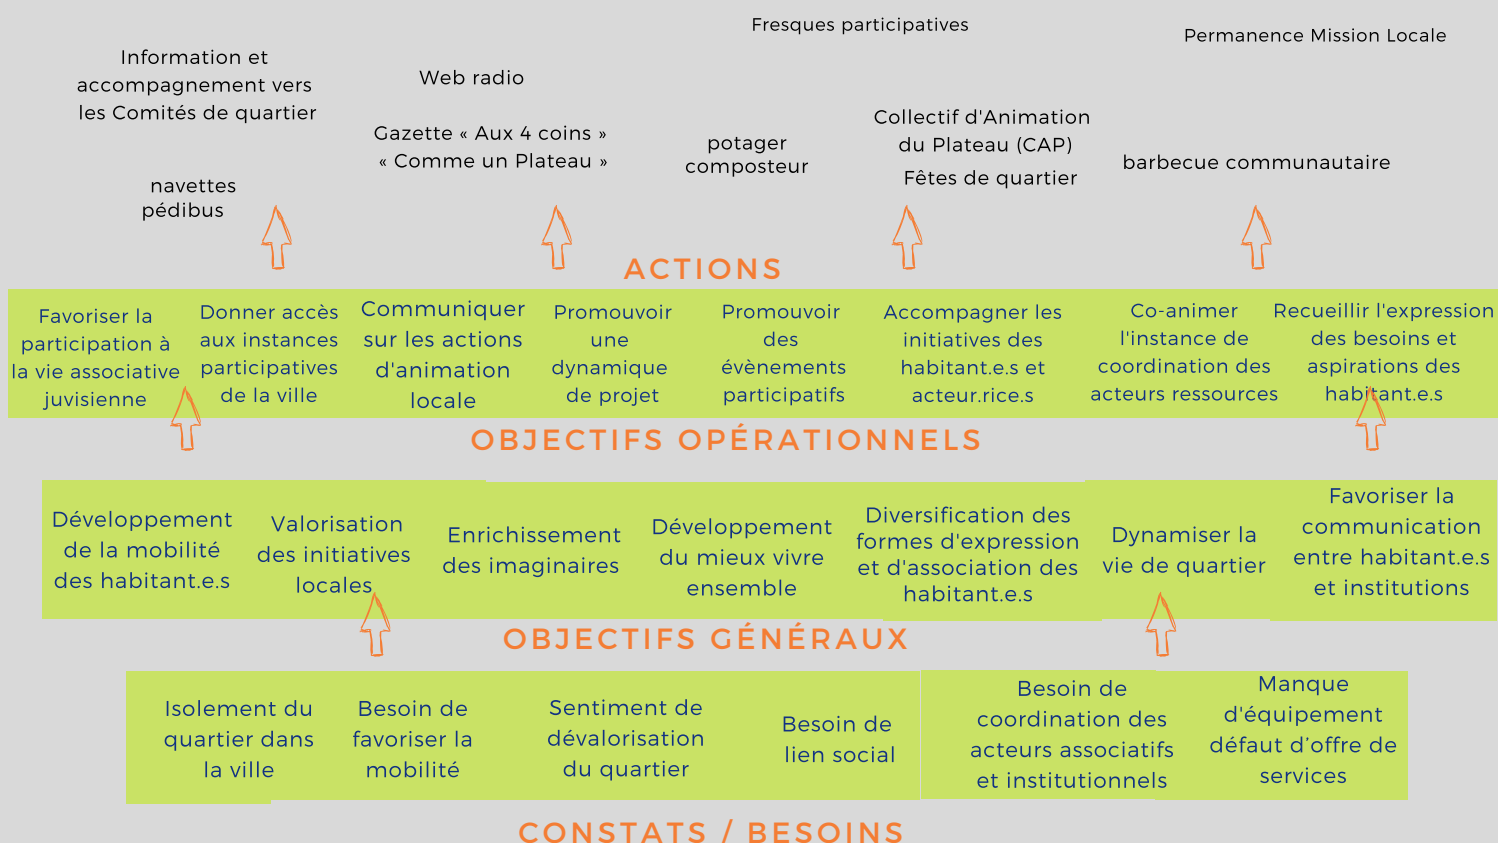 Fresques participatives
Permanence Mission Locale
Information et
accompagnement vers
les Comités de quartier
Web radio
Gazette « Aux 4 coins »
« Comme un Plateau »
potager
composteur
Collectif d'Animation
du Plateau (CAP)
Fêtes de quartier
barbecue communautaire
navettes
pédibus
ACTIONS
Favoriser la
participation à
la vie associative
juvisienne
Donner accès
aux instances
participatives
de la ville
Communiquer
sur les actions
d'animation
locale
Promouvoir
une
dynamique
de projet
Promouvoir
des
évènements
participatifs
Accompagner les
initiatives des
habitant.e.s et
acteur.rice.s
Co-animer
l'instance de
coordination des
acteurs ressources
Recueillir l'expression
des besoins et
aspirations des
habitant.e.s
OBJECTIFS OPÉRATIONNELS
Développement
de la mobilité
des habitant.e.s
Valorisation
des initiatives
locales
Enrichissement
des imaginaires
Développement
du mieux vivre
ensemble
Diversification des
formes d'expression
et d'association des
habitant.e.s
Dynamiser la
vie de quartier
Favoriser la
communication
entre habitant.e.s
et institutions
OBJECTIFS GÉNÉRAUX
Isolement du
quartier dans
la ville
Besoin de
favoriser la
mobilité
Sentiment de
dévalorisation
du quartier
Besoin de
lien social
Besoin de
coordination des
acteurs associatifs
et institutionnels
Manque
d'équipement
défaut d’offre de
services
CONSTATS / BESOINS